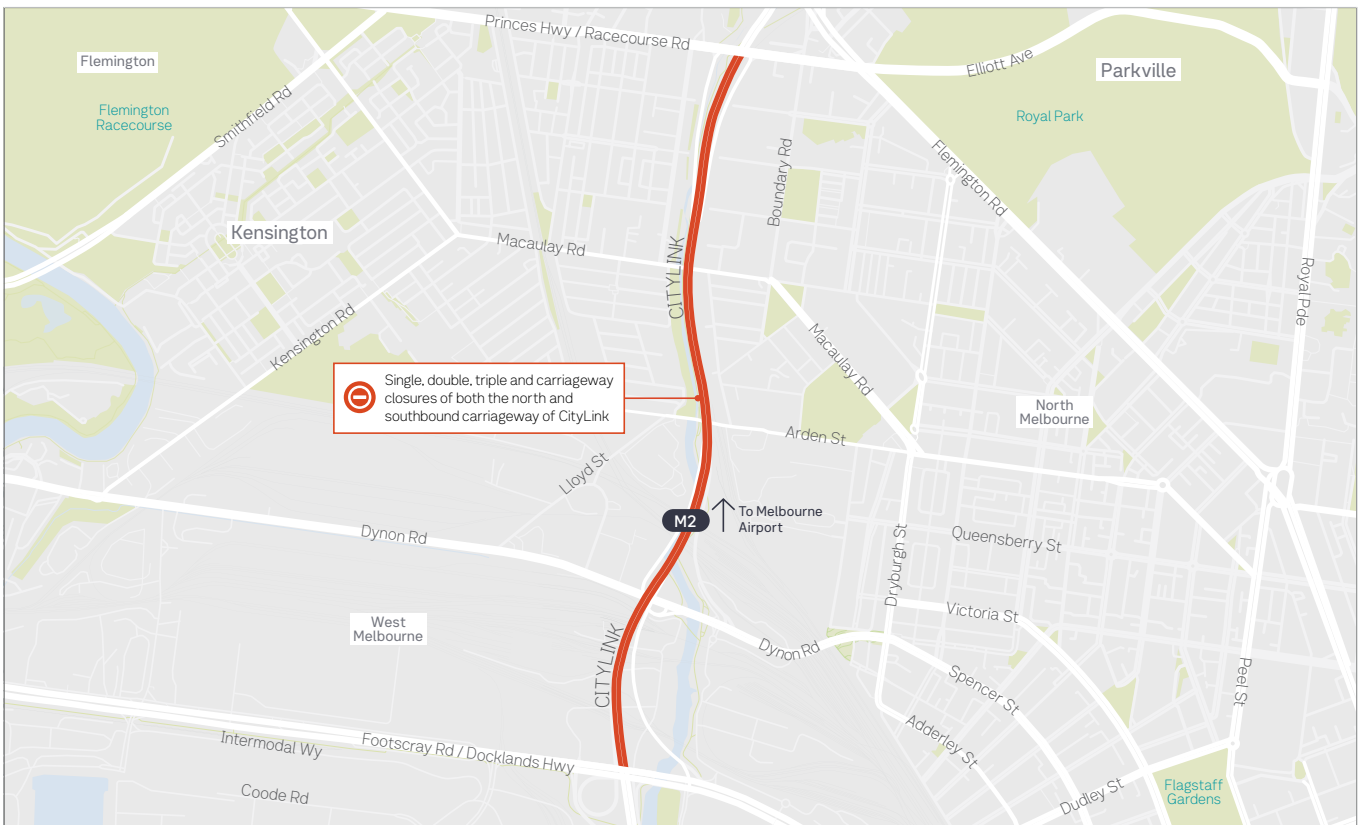 Princes Hwy / Racecourse Rd
Flemington
Elliott Ave
Parkville
Flemington
Racecourse
Smithfield Rd
Royal Park
Boundary Rd
Flemington Rd
Kensington
Macaulay Rd
CITYLINK
Royal Pde
Kensington Rd
Macaulay Rd
Single, double, triple and carriageway
closures of both the north and
southbound carriageway of CityLink
North
Melbourne
Arden St
Lloyd St
M2
To Melbourne
Airport
Dynon Rd
Queensberry St
Dryburgh St
Victoria St
West
Melbourne
CITYLINK
Dynon Rd
Spencer St
Peel St
Adderley St
Intermodal Wy
Footscray Rd / Docklands Hwy
Coode Rd
Dudley St
Flagstaff
Gardens